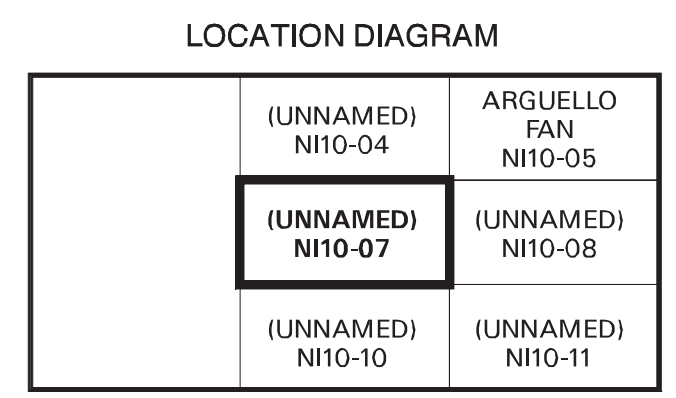 LOCATION DIAGRAM
(UNNAMED)
NI10-04
ARGUELLO
FAN
NI10-05
(UNNAMED)
NI10-07
(UNNAMED)
NI10-08
(UNNAMED)
NI10-10
(UNNAMED)
NI10-11